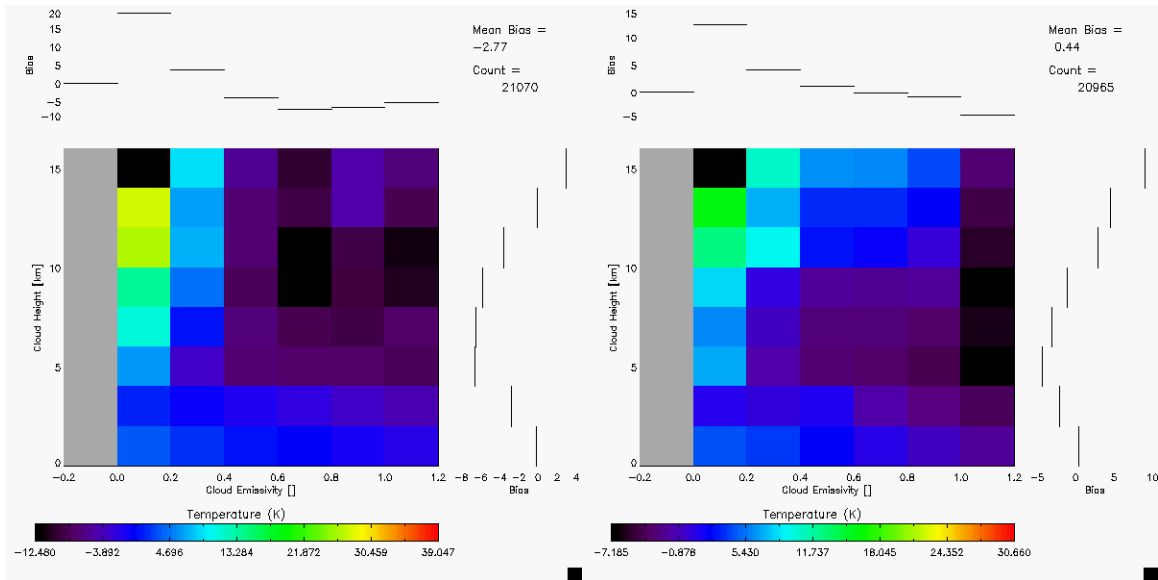 20
15
10
5
0
−5
−10
Bias
Mean Bias =
−2.77
Count =
21070
15
10
5
0
Cloud Height [km]
−0.2 0.0 0.2 0.4 0.6 0.8 1.0 1.2
Cloud Emissivity []
−8 −6 −4 −2 0 2 4
Bias
Temperature (K)
−12.480 −3.892 4.696 13.284 21.872 30.459 39.047
15
10
5
0
−5
Bias
Mean Bias =
0.44
Count =
20965
15
10
5
0
Cloud Height [km]
−0.2 0.0 0.2 0.4 0.6 0.8 1.0 1.2
Cloud Emissivity []
−5 0 5 10
Bias
Temperature (K)
−7.185 −0.878 5.430 11.737 18.045 24.352 30.660